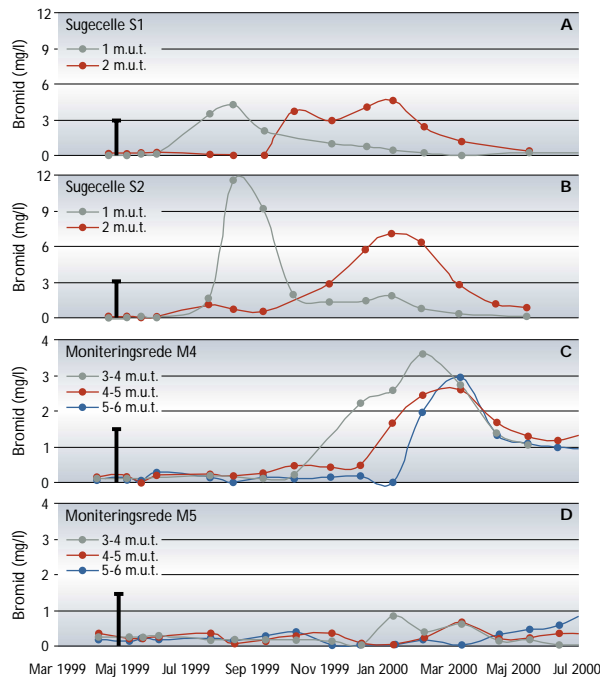 Bromid (mg/l)
12
9
6
3
0
Sugecelle S1
A
1 m.u.t.
2 m.u.t.
Bromid (mg/l)
12
9
6
3
0
Sugecelle S2
B
1 m.u.t.
2 m.u.t.
Bromid (mg/l)
4
3
2
1
0
Moniteringsrede M4
C
3-4 m.u.t.
4-5 m.u.t.
5-6 m.u.t.
Bromid (mg/l)
4
3
2
1
0
Moniteringsrede M5
D
3-4 m.u.t.
4-5 m.u.t.
5-6 m.u.t.
Mar 1999 Maj 1999 Jul 1999 Sep 1999 Nov 1999 Jan 2000 Mar 2000 Maj 2000 Jul 2000